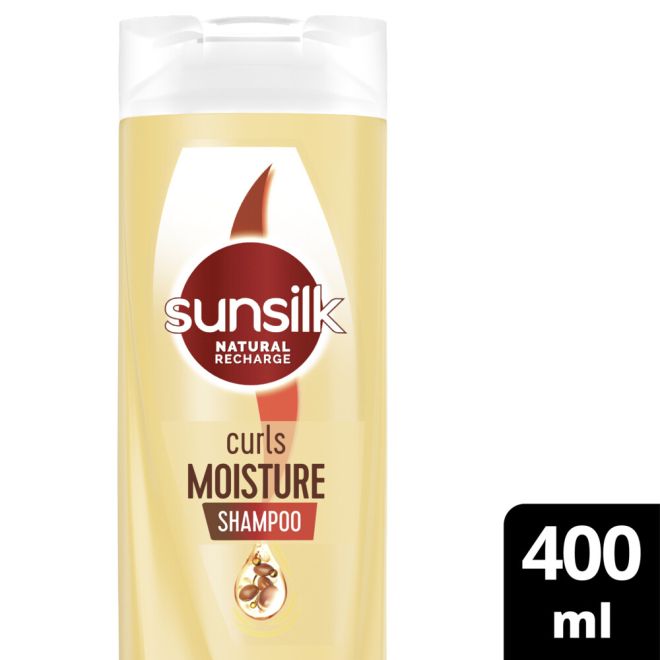 sunsilk
NATURAL
RECHARGE
curls
MOISTURE
SHAMPOO
400
ml